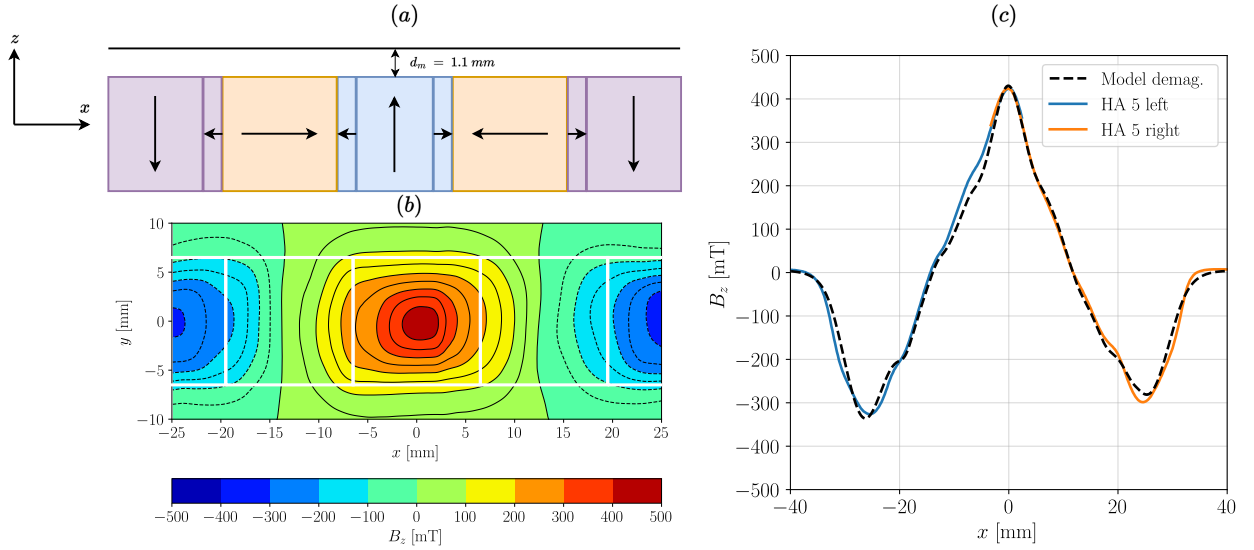 (a)
z
x
d_m = 1.1 mm
(b)
10
5
0
−5
−10
y [mm]
−25 −20 −15 −10 −5 0 5 10 15 20 25
x [mm]
−500 −400 −300 −200 −100 0 100 200 300 400 500
B_z [mT]
(c)
500
400
300
200
100
0
−100
−200
−300
−400
−500
B_z [mT]
Model demag.
HA 5 left
HA 5 right
−40 −20 0 20 40
x [mm]